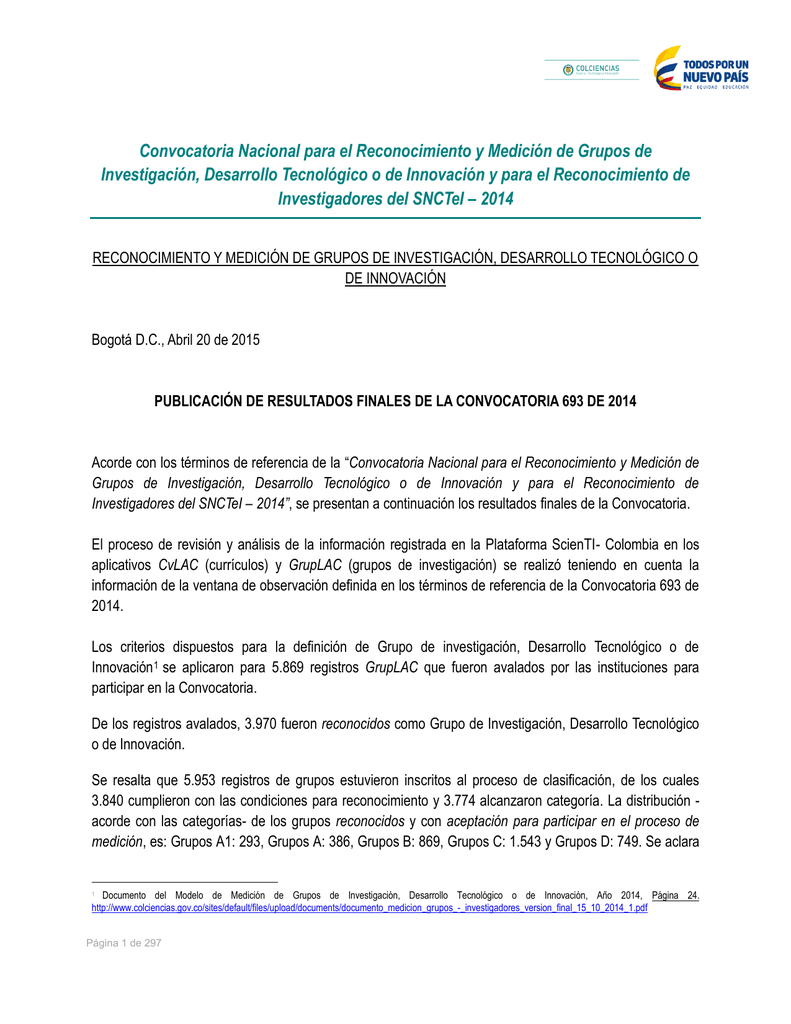 COLCIENCIAS
TODOS POR UN
NUEVO PAÍS
PAZ EQUIDAD EDUCACIÓN
Convocatoria Nacional para el Reconocimiento y Medición de Grupos de
Investigación, Desarrollo Tecnológico o de Innovación y para el Reconocimiento de
Investigadores del SNCTeI – 2014
RECONOCIMIENTO Y MEDICIÓN DE GRUPOS DE INVESTIGACIÓN, DESARROLLO TECNOLÓGICO O
DE INNOVACIÓN
Bogotá D.C., Abril 20 de 2015
PUBLICACIÓN DE RESULTADOS FINALES DE LA CONVOCATORIA 693 DE 2014
Acorde con los términos de referencia de la “Convocatoria Nacional para el Reconocimiento y Medición de
Grupos de Investigación, Desarrollo Tecnológico o de Innovación y para el Reconocimiento de
Investigadores del SNCTeI – 2014”, se presentan a continuación los resultados finales de la Convocatoria.
El proceso de revisión y análisis de la información registrada en la Plataforma ScienTI- Colombia en los
aplicativos CvLAC (currículos) y GrupLAC (grupos de investigación) se realizó teniendo en cuenta la
información de la ventana de observación definida en los términos de referencia de la Convocatoria 693 de
2014.
Los criterios dispuestos para la definición de Grupo de investigación, Desarrollo Tecnológico o de
Innovación1 se aplicaron para 5.869 registros GrupLAC que fueron avalados por las instituciones para
participar en la Convocatoria.
De los registros avalados, 3.970 fueron reconocidos como Grupo de Investigación, Desarrollo Tecnológico
o de Innovación.
Se resalta que 5.953 registros de grupos estuvieron inscritos al proceso de clasificación, de los cuales
3.840 cumplieron con las condiciones para reconocimiento y 3.774 alcanzaron categoría. La distribución -
acorde con las categorías- de los grupos reconocidos y con aceptación para participar en el proceso de
medición, es: Grupos A1: 293, Grupos A: 386, Grupos B: 869, Grupos C: 1.543 y Grupos D: 749. Se aclara
1 Documento del Modelo de Medición de Grupos de Investigación, Desarrollo Tecnológico o de Innovación, Año 2014, Página 24.
http://www.colciencias.gov.co/sites/default/files/upload/documents/documento_medicion_grupos_-_investigadores_version_final_15_10_2014_1.pdf
Página 1 de 297